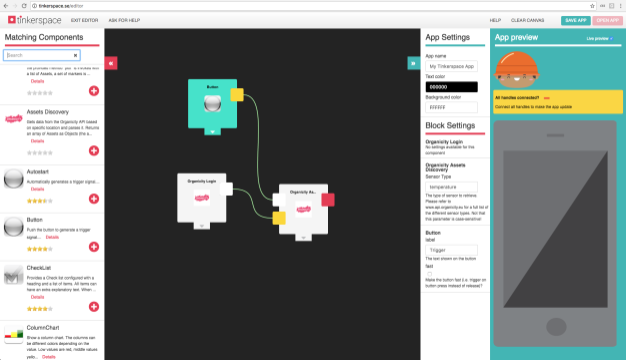 tinkerspace.se/editor
tinkerspace
EXIT EDITOR
ASK FOR HELP
HELP
CLEAR CANVAS
SAVE APP
OPEN APP
Matching Components
Search
a list of Assets, a set of markers is ...
Details
Assets Discovery
Gets data from the Organicity API based
on specific location and parses it. Returns
an array of Assets as Objects (like a...
Details
Autostart
Automatically generates a trigger signal...
Details
Button
Push the button to generate a trigger
signal... Details
CheckList
Provides a Check list configured with a
heading and a list of items. All items can
have an extra explanatory text. When ...
Details
ColumnChart
Show a column chart. The columns can
be different colors depending on the
value. Low values are red, middle values
yello... Details
Button
Organicity Login
Organicity As...
App Settings
App name
My Tinkerspace App
Text color
000000
Background color
FFFFFF
Block Settings
Organicity Login
No settings available for this
component
Organicity Assets
Discovery
Sensor Type
temperature
The type of sensor to retrieve.
Please refer to
www.api.organicity.eu for a full list of
the different sensor types. Not that
this parameter is case-sensitive!
Button
label
Trigger
The text shown on the button
fast
Make the button fast (i.e. trigger on
button press instead of release)?
App preview
Live preview
All handles connected?
Connect all handles to make the app update